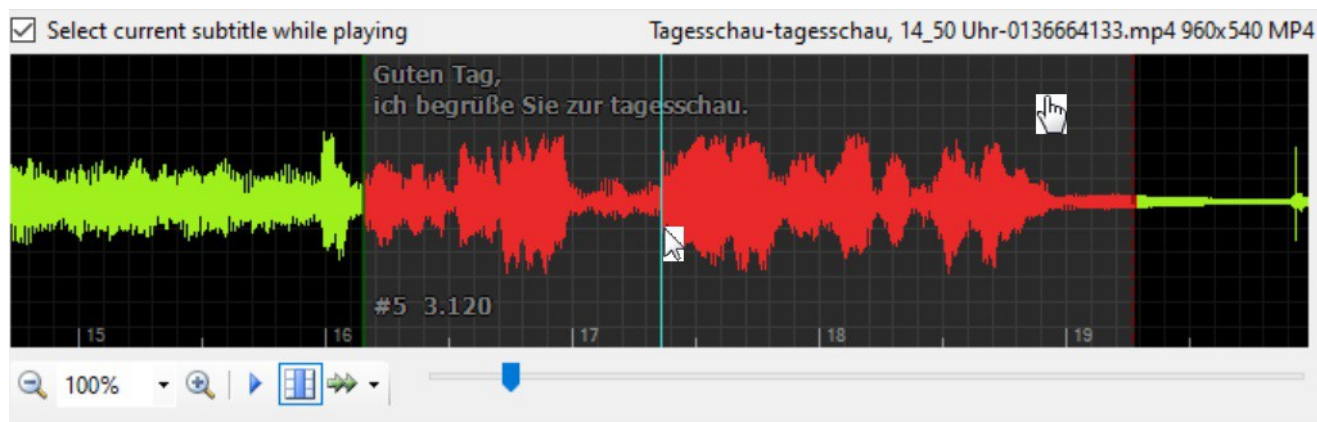 Select current subtitle while playing
Tagesschau-tagesschau, 14_50 Uhr-0136664133.mp4 960x540 MP4
Guten Tag,
ich begrüße Sie zur tagesschau.
#5 3.120
15 16 17 18 19
100%